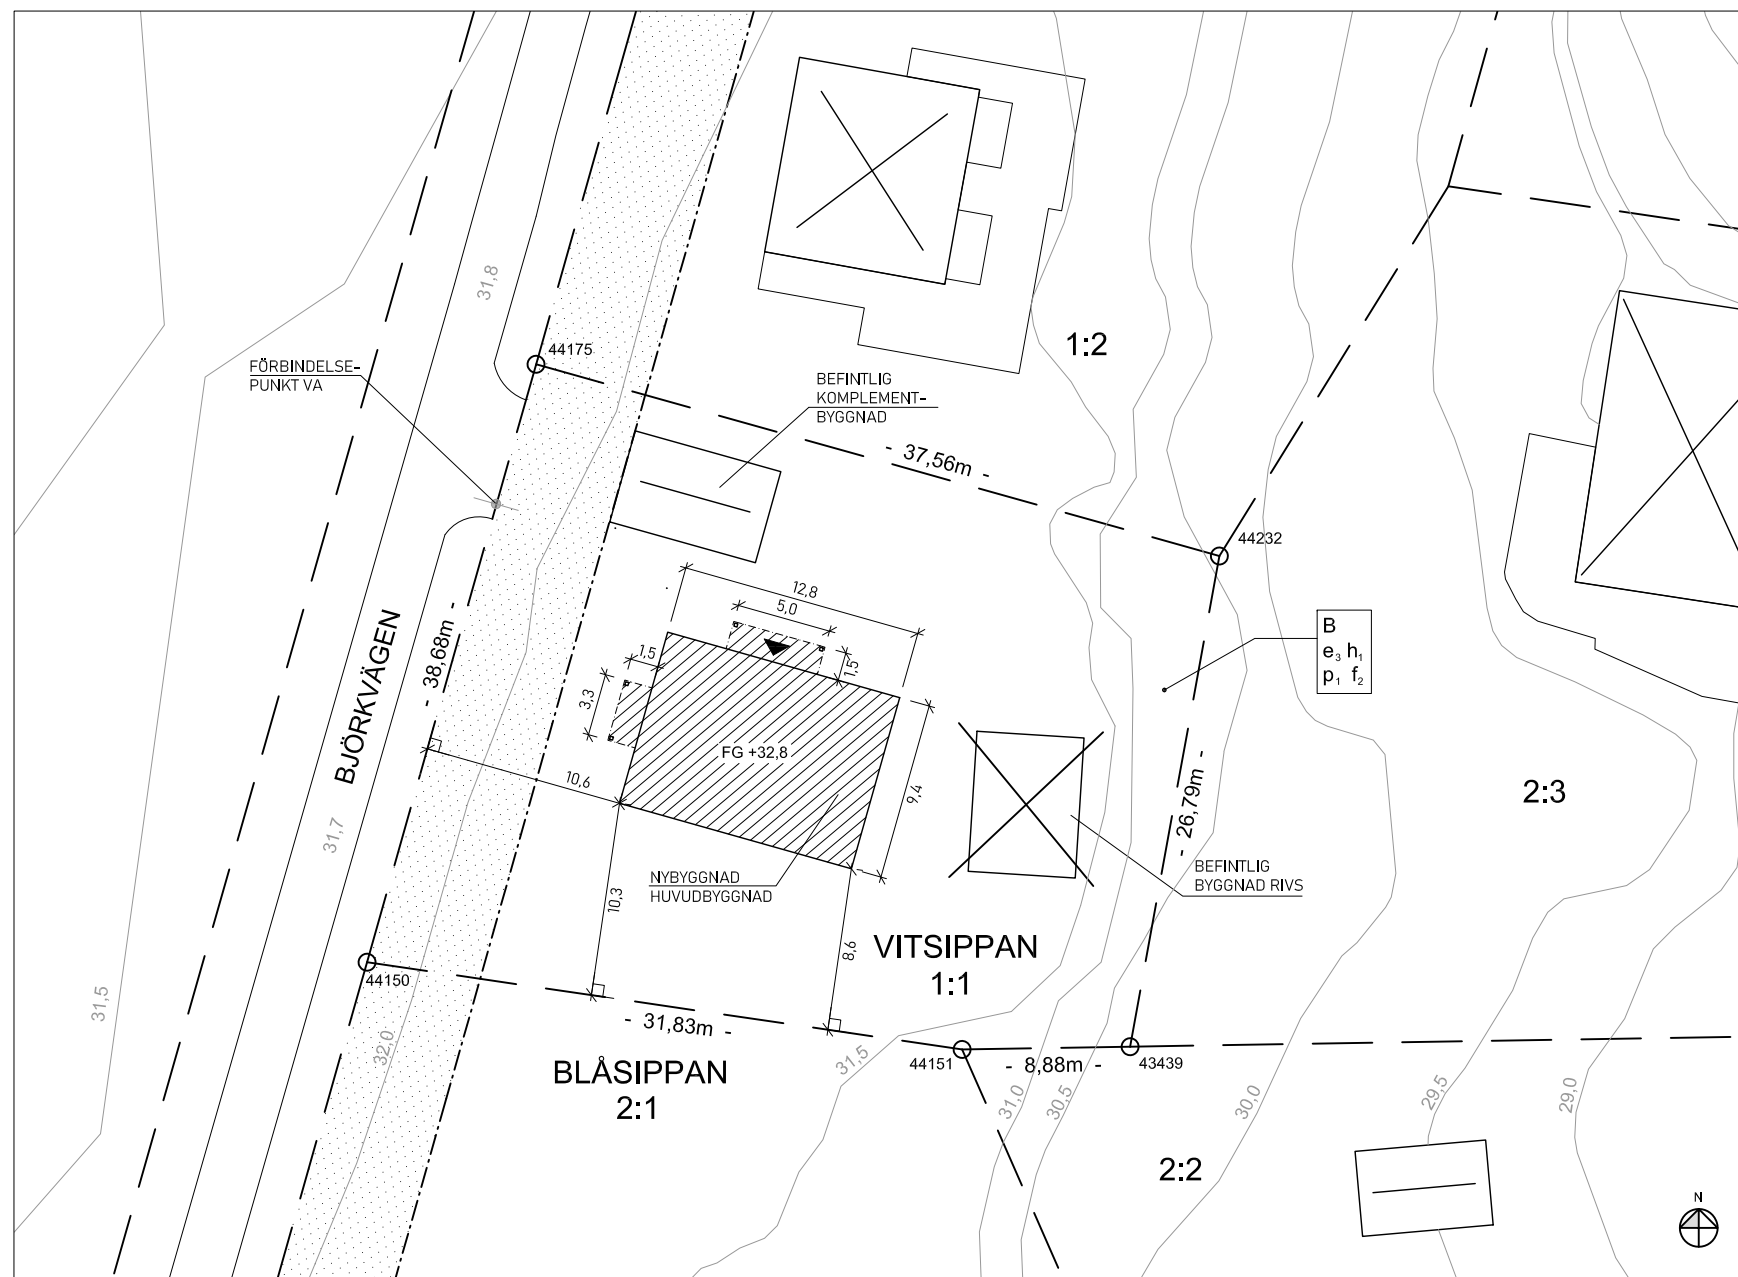 31,8
44175
FÖRBINDELSE-
PUNKT VA
BEFINTLIG
KOMPLEMENT-
BYGGNAD
1:2
- 37,56m -
44232
12,8
5,0
1,5
1,5
3,3
B
e₃ h₁
p₁ f₂
- 38,68m -
BJÖRKVÄGEN
FG +32,8
10,6
9,4
2:3
- 26,79m -
31,7
NYBYGGNAD
HUVUDBYGGNAD
BEFINTLIG
BYGGNAD RIVS
10,3
8,6
VITSIPPAN
1:1
44150
31,5
- 31,83m -
32,0
31,5
44151
- 8,88m -
43439
BLÅSIPPAN
2:1
31,0
30,5
30,0
29,5
29,0
2:2
N